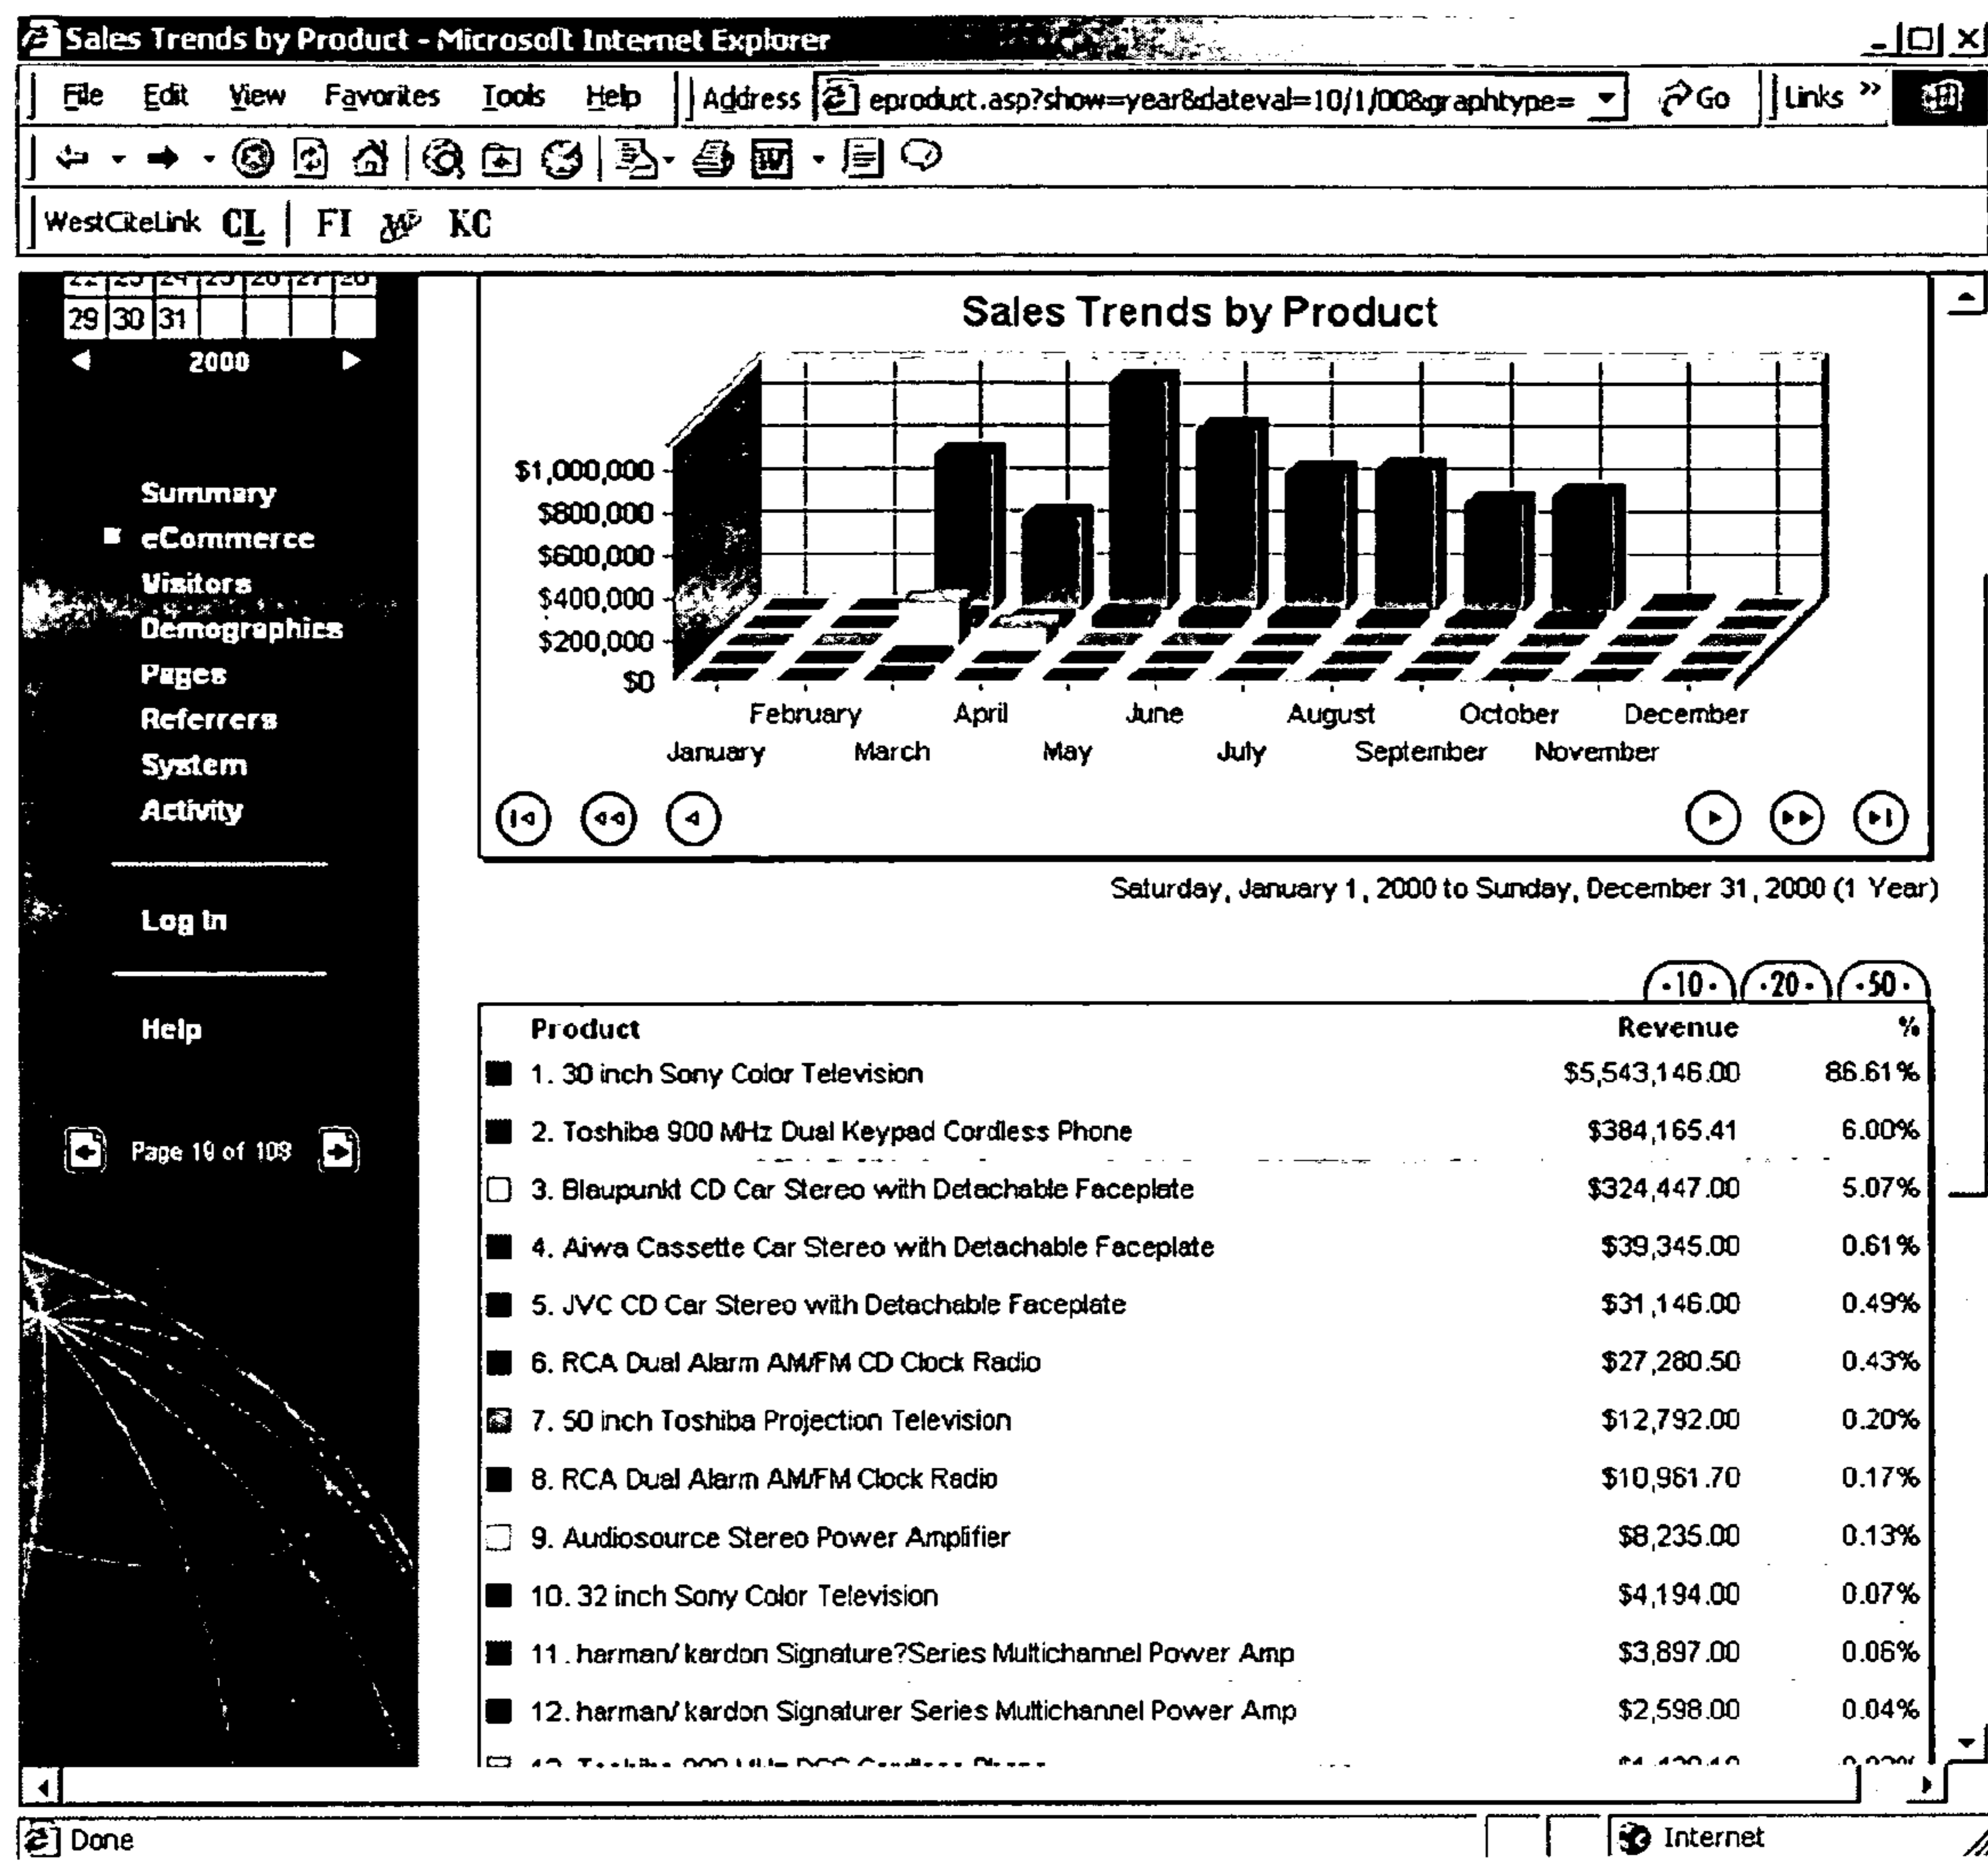 Sales Trends by Product - Microsoft Internet Explorer
File Edit View Favorites Tools Help Address eproduct.asp?show=year&dateval=10/1/00&graphtype= Go Links »
WestCiteLink CL FI KC
22 23 24 25 26 27 28
29 30 31
2000
Summary
eCommerce
Visitors
Demographics
Pages
Referrers
System
Activity
Log In
Help
Page 19 of 108
Sales Trends by Product
$1,000,000
$800,000
$600,000
$400,000
$200,000
$0
February April June August October December
January March May July September November
Saturday, January 1, 2000 to Sunday, December 31, 2000 (1 Year)
·10· ·20· ·50·
Product Revenue %
1. 30 inch Sony Color Television $5,543,146.00 86.61%
2. Toshiba 900 MHz Dual Keypad Cordless Phone $384,165.41 6.00%
3. Blaupunkt CD Car Stereo with Detachable Faceplate $324,447.00 5.07%
4. Aiwa Cassette Car Stereo with Detachable Faceplate $39,345.00 0.61%
5. JVC CD Car Stereo with Detachable Faceplate $31,146.00 0.49%
6. RCA Dual Alarm AM/FM CD Clock Radio $27,280.50 0.43%
7. 50 inch Toshiba Projection Television $12,792.00 0.20%
8. RCA Dual Alarm AM/FM Clock Radio $10,961.70 0.17%
9. Audiosource Stereo Power Amplifier $8,235.00 0.13%
10. 32 inch Sony Color Television $4,194.00 0.07%
11. harman/ kardon Signature?Series Multichannel Power Amp $3,897.00 0.06%
12. harman/ kardon Signaturer Series Multichannel Power Amp $2,598.00 0.04%
Done Internet